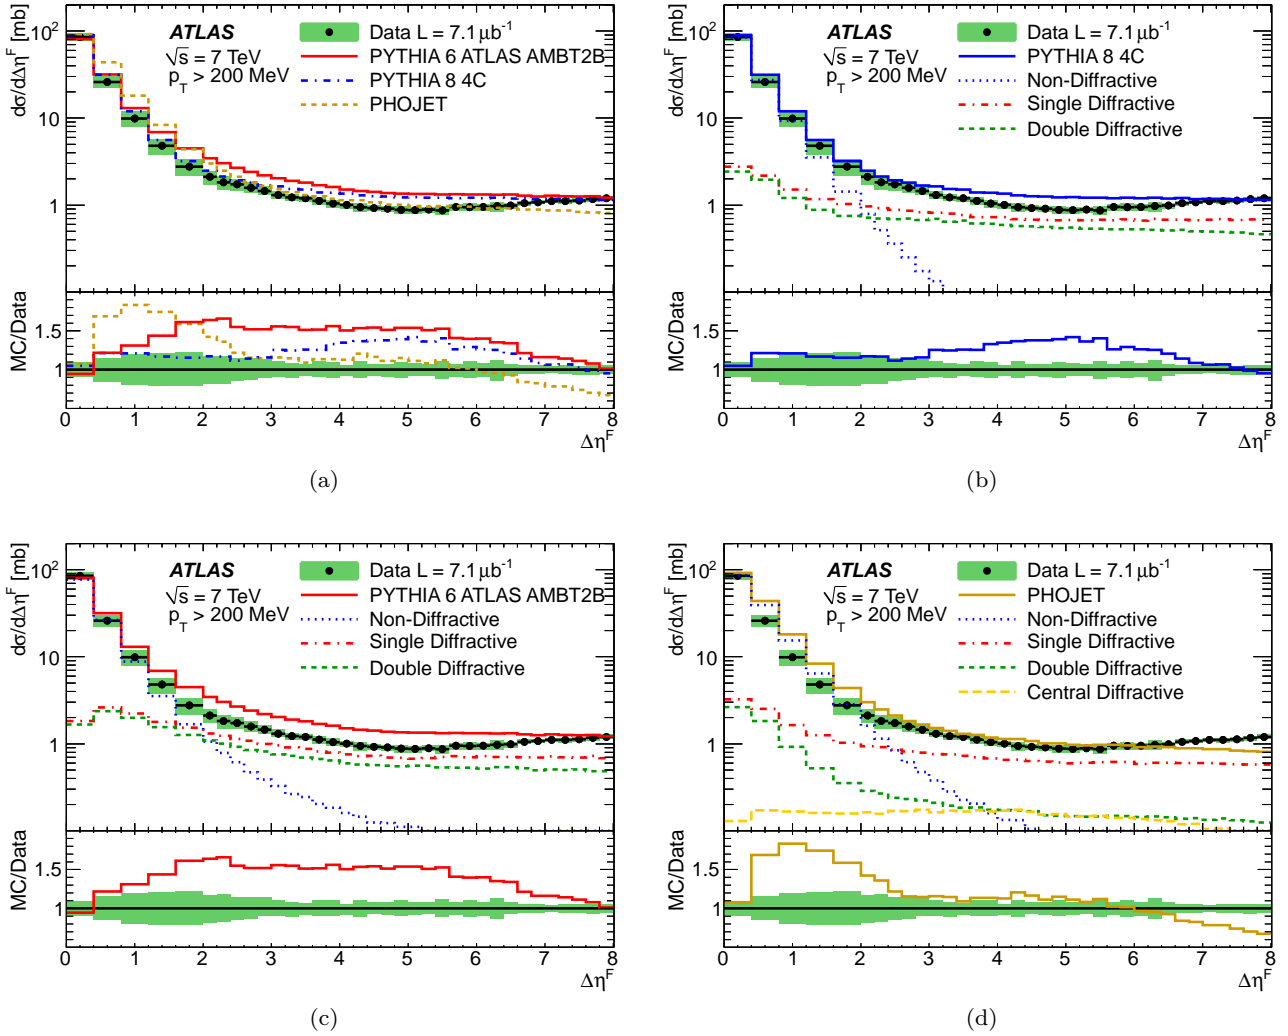 ATLAS
√s = 7 TeV
p_T > 200 MeV
Data L = 7.1 μb⁻¹
PYTHIA 6 ATLAS AMBT2B
PYTHIA 8 4C
PHOJET
dσ/dΔη^F [mb]
10²
10
1
MC/Data
1.5
1
0 1 2 3 4 5 6 7 8
Δη^F
(a)
ATLAS
√s = 7 TeV
p_T > 200 MeV
Data L = 7.1 μb⁻¹
PYTHIA 8 4C
Non-Diffractive
Single Diffractive
Double Diffractive
dσ/dΔη^F [mb]
10²
10
1
MC/Data
1.5
1
0 1 2 3 4 5 6 7 8
Δη^F
(b)
ATLAS
√s = 7 TeV
p_T > 200 MeV
Data L = 7.1 μb⁻¹
PYTHIA 6 ATLAS AMBT2B
Non-Diffractive
Single Diffractive
Double Diffractive
dσ/dΔη^F [mb]
10²
10
1
MC/Data
1.5
1
0 1 2 3 4 5 6 7 8
Δη^F
(c)
ATLAS
√s = 7 TeV
p_T > 200 MeV
Data L = 7.1 μb⁻¹
PHOJET
Non-Diffractive
Single Diffractive
Double Diffractive
Central Diffractive
dσ/dΔη^F [mb]
10²
10
1
MC/Data
1.5
1
0 1 2 3 4 5 6 7 8
Δη^F
(d)